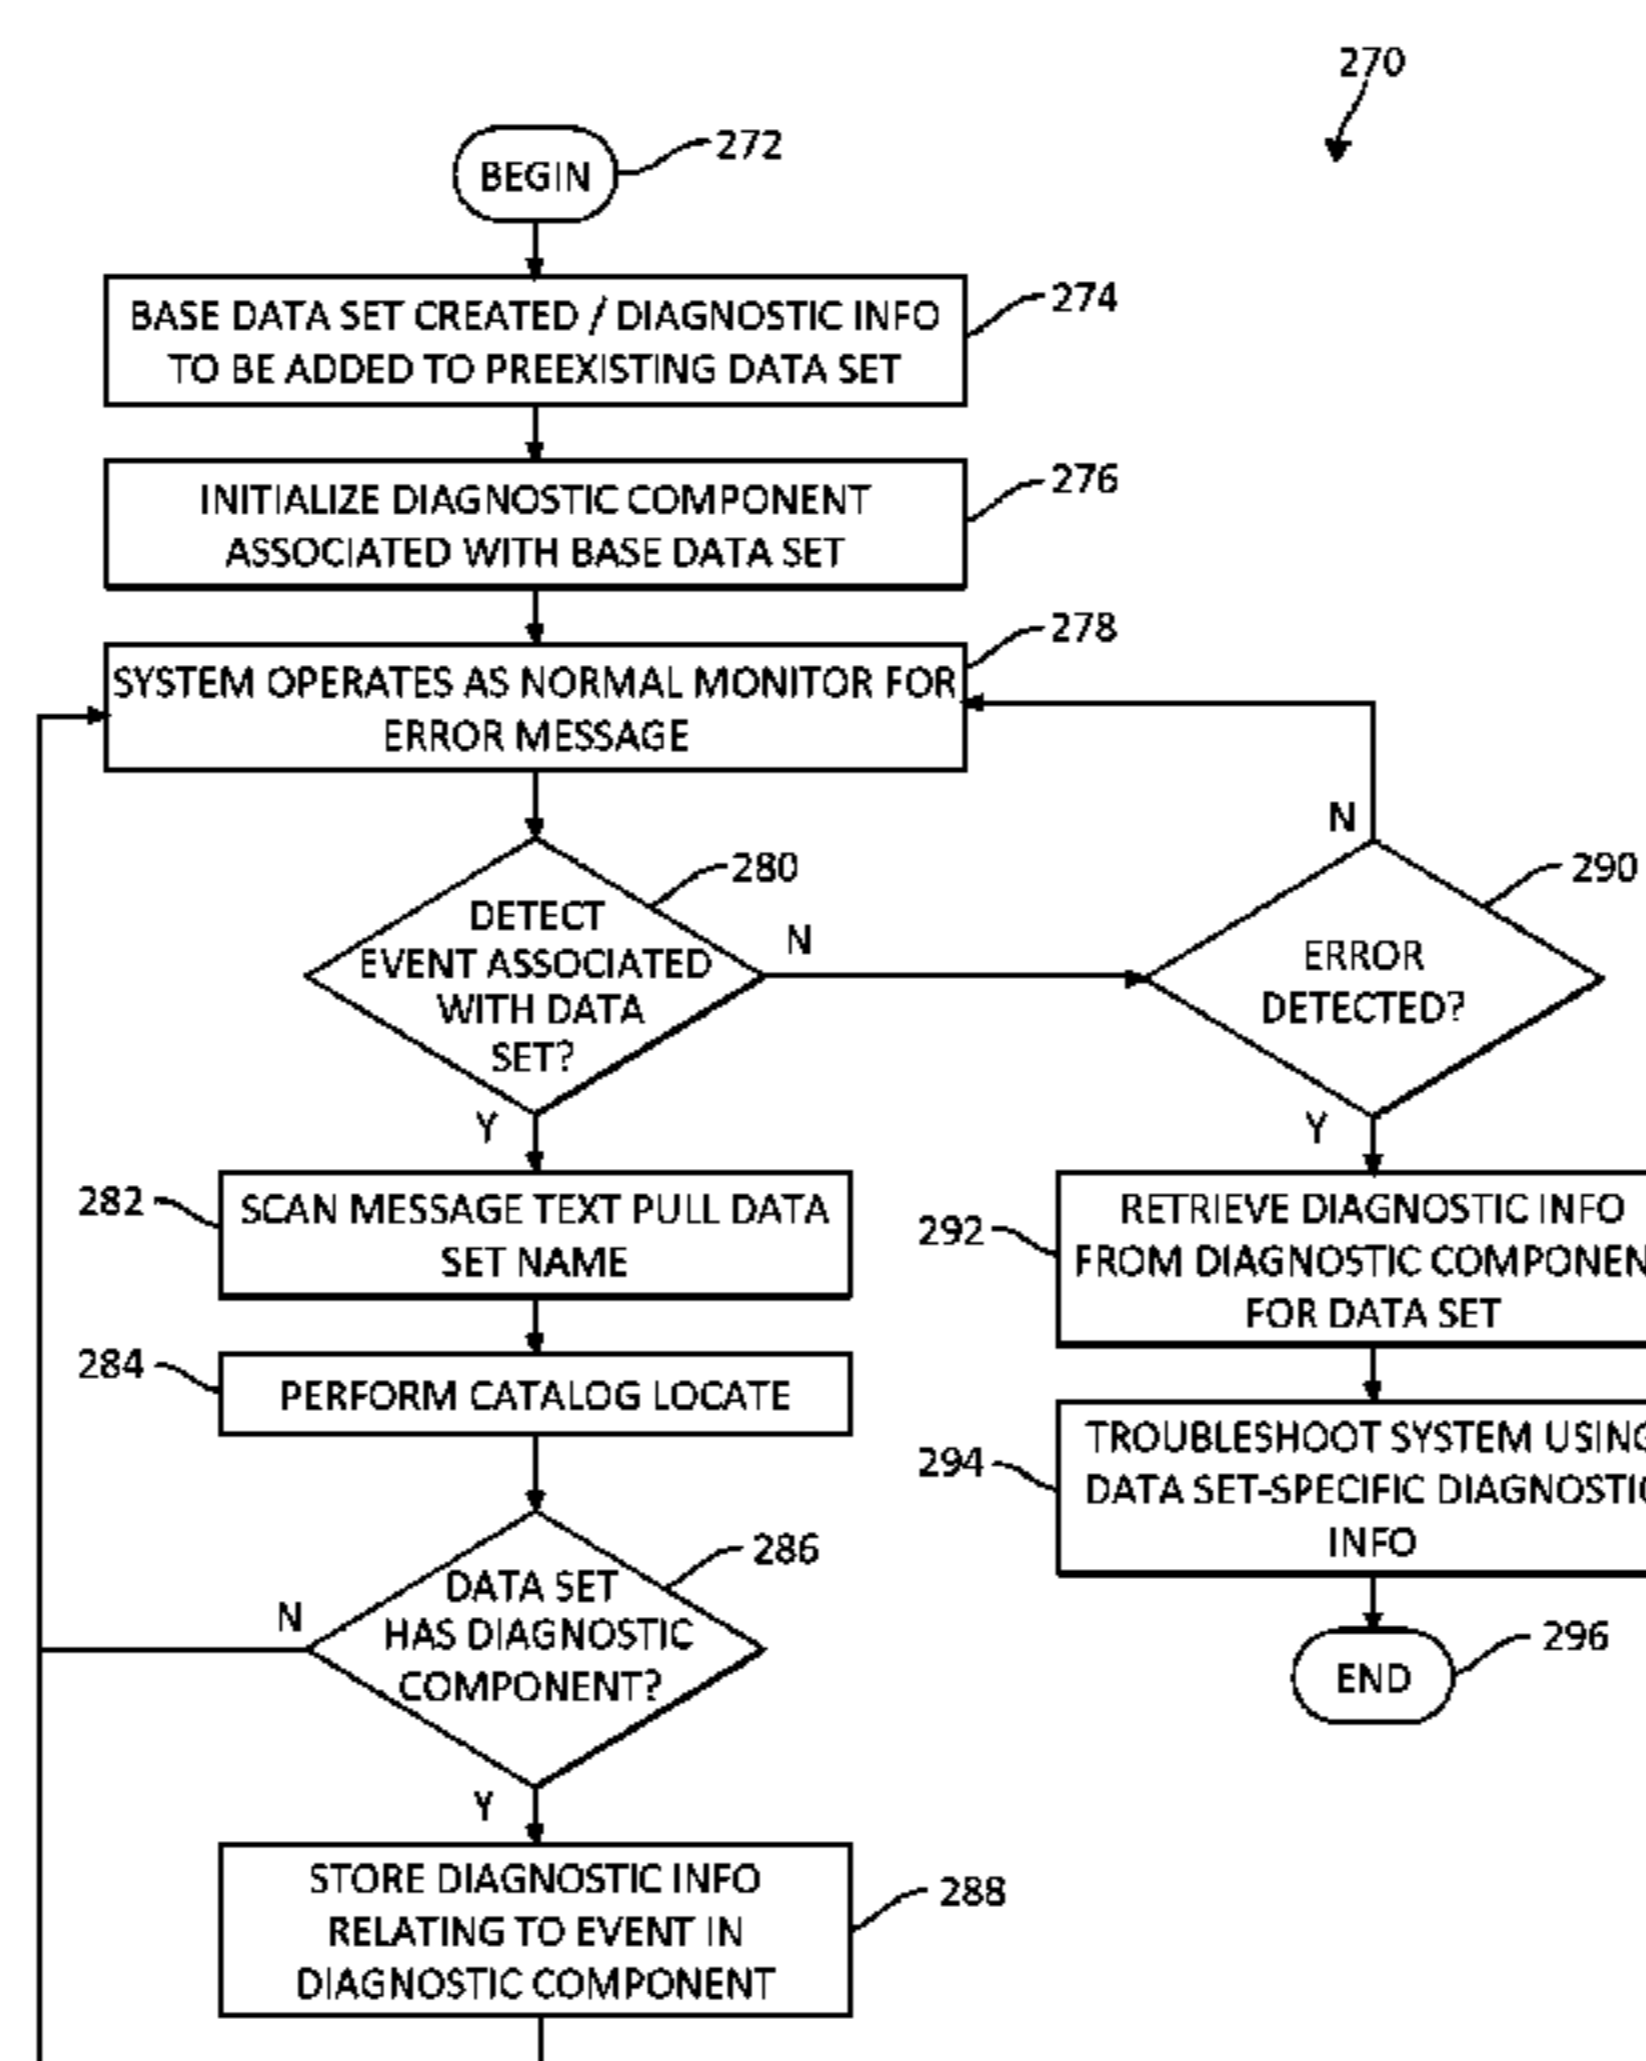 270
BEGIN
272
BASE DATA SET CREATED / DIAGNOSTIC INFO
TO BE ADDED TO PREEXISTING DATA SET
274
INITIALIZE DIAGNOSTIC COMPONENT
ASSOCIATED WITH BASE DATA SET
276
SYSTEM OPERATES AS NORMAL MONITOR FOR
ERROR MESSAGE
278
DETECT
EVENT ASSOCIATED
WITH DATA
SET?
280
N
Y
ERROR
DETECTED?
290
N
Y
282
SCAN MESSAGE TEXT PULL DATA
SET NAME
292
RETRIEVE DIAGNOSTIC INFO
FROM DIAGNOSTIC COMPONEN
FOR DATA SET
284
PERFORM CATALOG LOCATE
294
TROUBLESHOOT SYSTEM USING
DATA SET-SPECIFIC DIAGNOSTIC
INFO
DATA SET
HAS DIAGNOSTIC
COMPONENT?
286
N
Y
END
296
STORE DIAGNOSTIC INFO
RELATING TO EVENT IN
DIAGNOSTIC COMPONENT
288